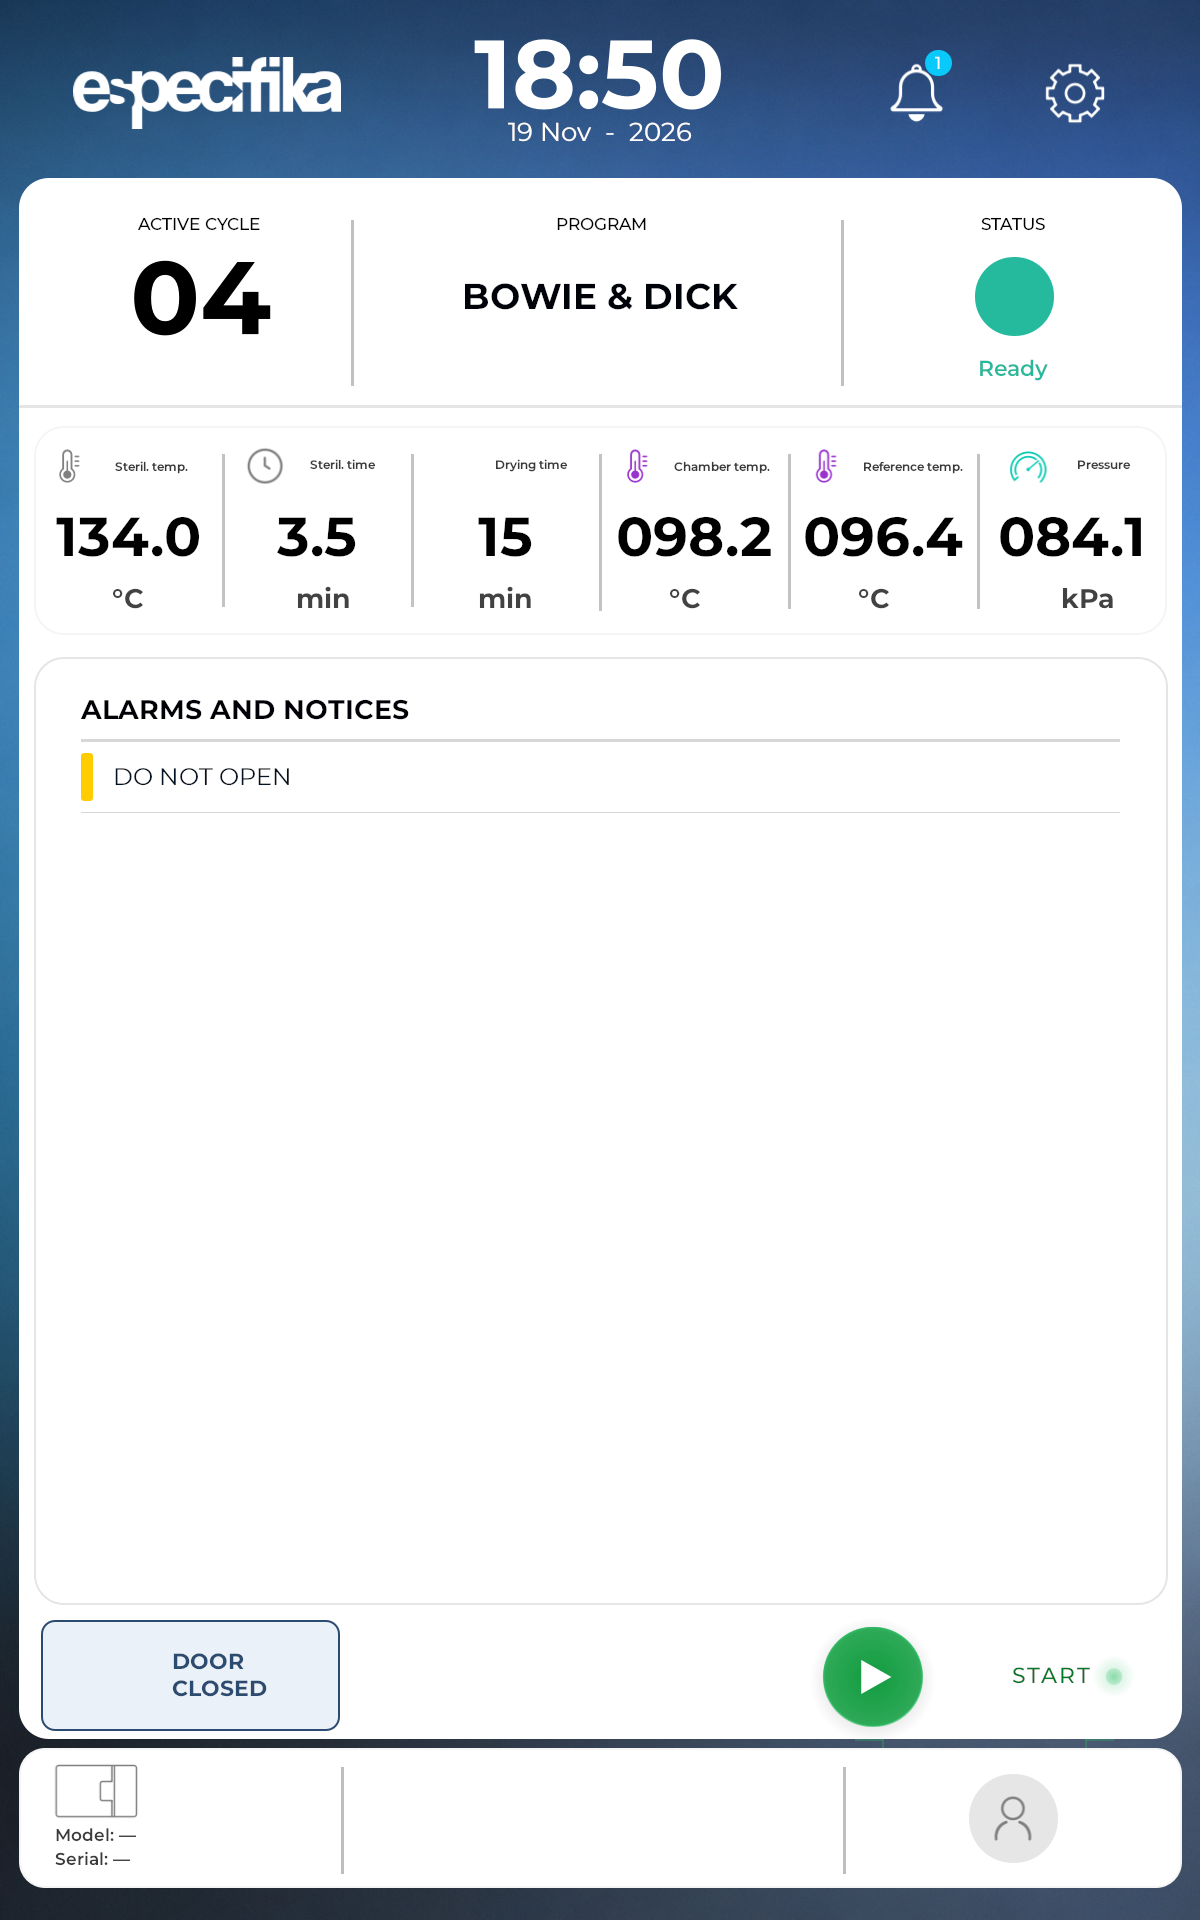 especifika
18:50
19 Nov - 2026
1
ACTIVE CYCLE
04
PROGRAM
BOWIE & DICK
STATUS
Ready
Steril. temp.
134.0
°C
Steril. time
3.5
min
Drying time
15
min
Chamber temp.
098.2
°C
Reference temp.
096.4
°C
Pressure
084.1
kPa
ALARMS AND NOTICES
DO NOT OPEN
DOOR
CLOSED
START
Model: —
Serial: —